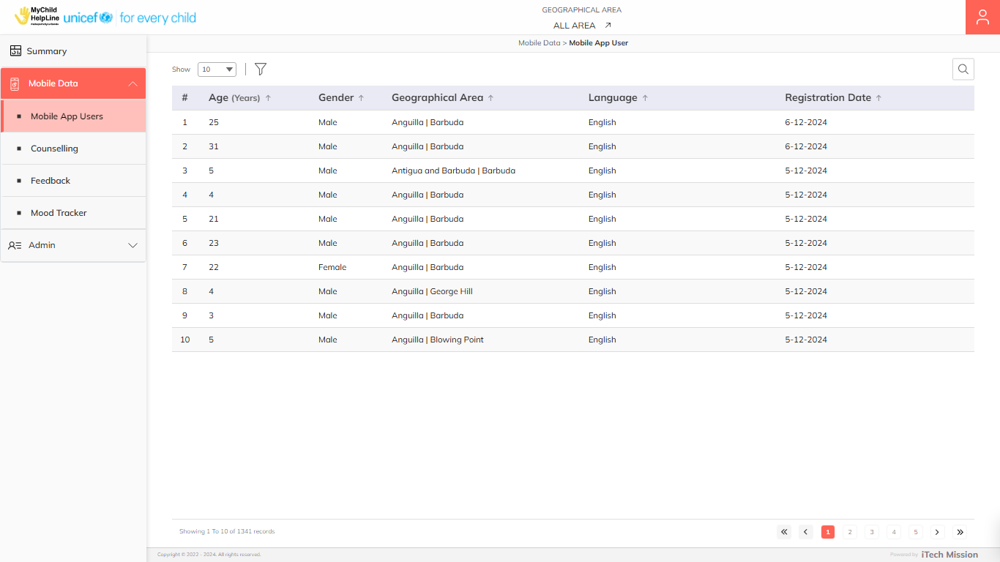 MyChild
HelpLine
unicef for every child
GEOGRAPHICAL AREA
ALL AREA
Summary
Mobile Data
Mobile App Users
Counselling
Feedback
Mood Tracker
Admin
Mobile Data > Mobile App User
Show 10
# Age (Years) Gender Geographical Area Language Registration Date
1 25 Male Anguilla | Barbuda English 6-12-2024
2 31 Male Anguilla | Barbuda English 6-12-2024
3 5 Male Antigua and Barbuda | Barbuda English 5-12-2024
4 4 Male Anguilla | Barbuda English 5-12-2024
5 21 Male Anguilla | Barbuda English 5-12-2024
6 23 Male Anguilla | Barbuda English 5-12-2024
7 22 Female Anguilla | Barbuda English 5-12-2024
8 4 Male Anguilla | George Hill English 5-12-2024
9 3 Male Anguilla | Barbuda English 5-12-2024
10 5 Male Anguilla | Blowing Point English 5-12-2024
Showing 1 To 10 of 1341 records
« ‹ 1 2 3 4 5 › »
Copyright © 2022 - 2024. All rights reserved.
Powered by iTech Mission